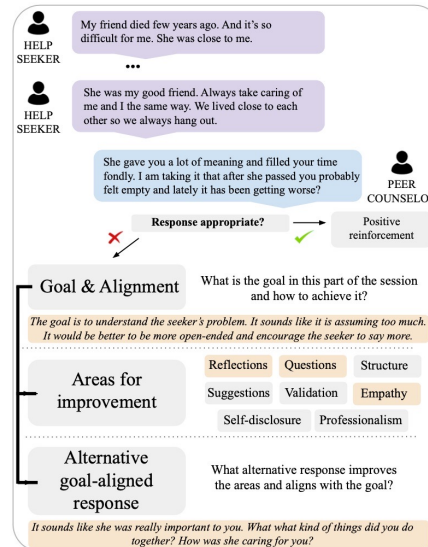 My friend died few years ago. And it's so
difficult for me. She was close to me.
HELP
SEEKER
...
She was my good friend. Always take caring of
me and I the same way. We lived close to each
other so we always hang out.
HELP
SEEKER
She gave you a lot of meaning and filled your time
fondly. I am taking it that after she passed you probably
felt empty and lately it has been getting worse?
PEER
COUNSELO
Response appropriate?
Positive
reinforcement
Goal & Alignment
What is the goal in this part of the session
and how to achieve it?
The goal is to understand the seeker's problem. It sounds like it is assuming too much.
It would be better to be more open-ended and encourage the seeker to say more.
Areas for
improvement
Reflections Questions Structure
Suggestions Validation Empathy
Self-disclosure Professionalism
Alternative
goal-aligned
response
What alternative response improves
the areas and aligns with the goal?
It sounds like she was really important to you. What what kind of things did you do
together? How was she caring for you?